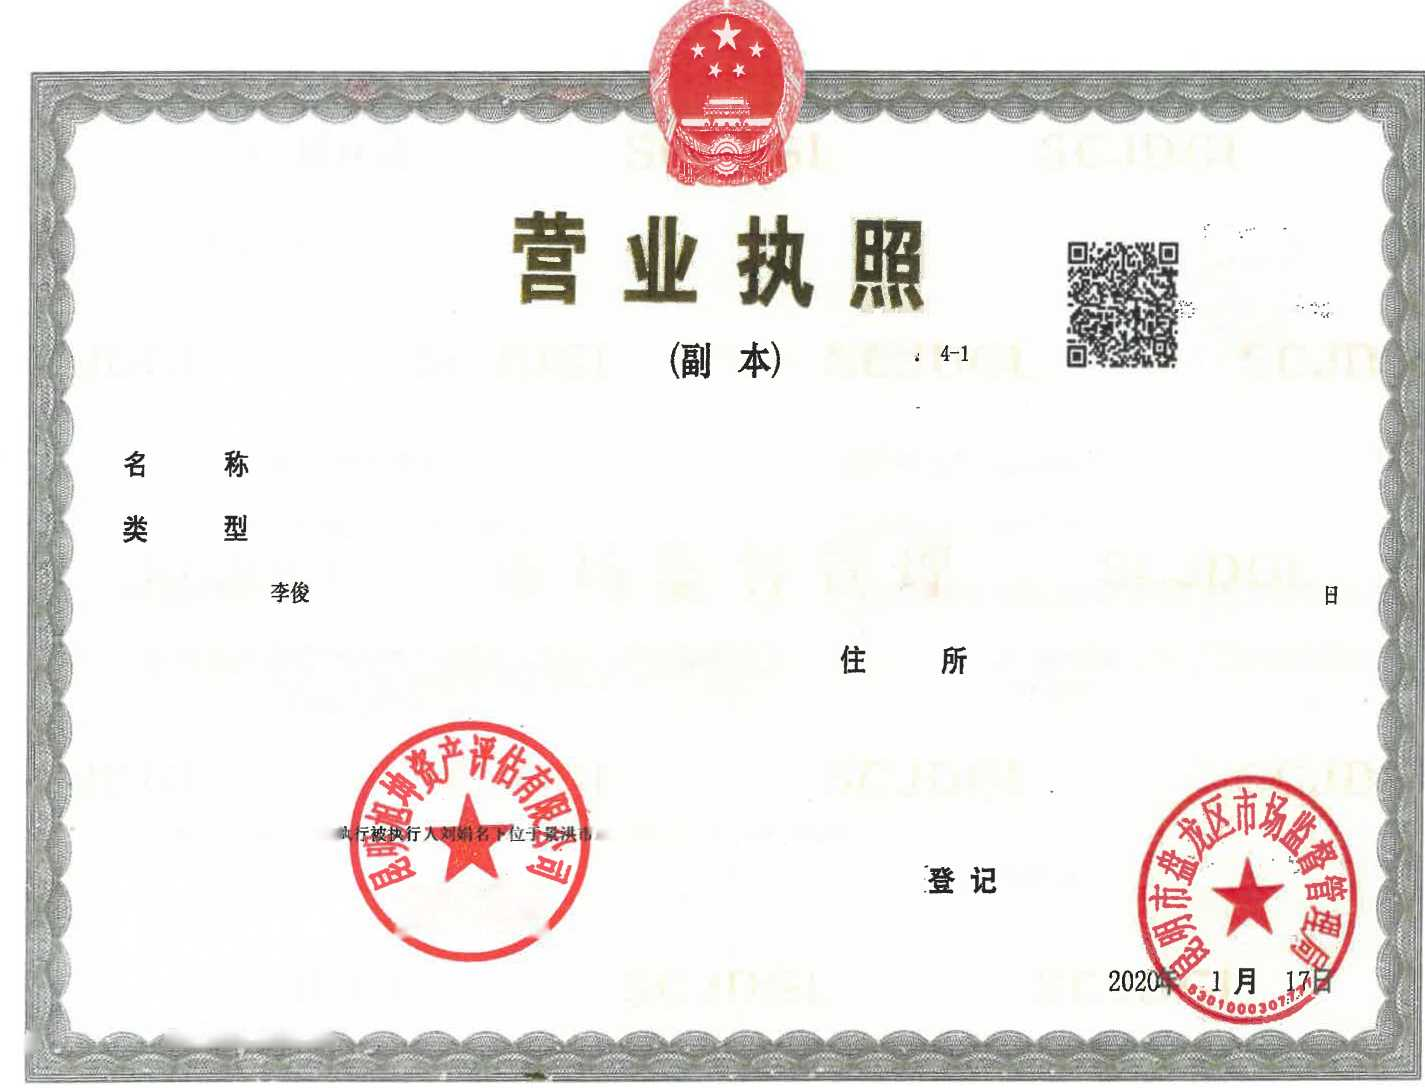 营业执照
(副 本)
4-1
名 称
类 型
李俊
日
住 所
昆明旭坤资产评估有限公司
执行被执行人刘娟名下位于景洪市
登记
昆明市盘龙区市场监督管理局
2020年 1月 17日